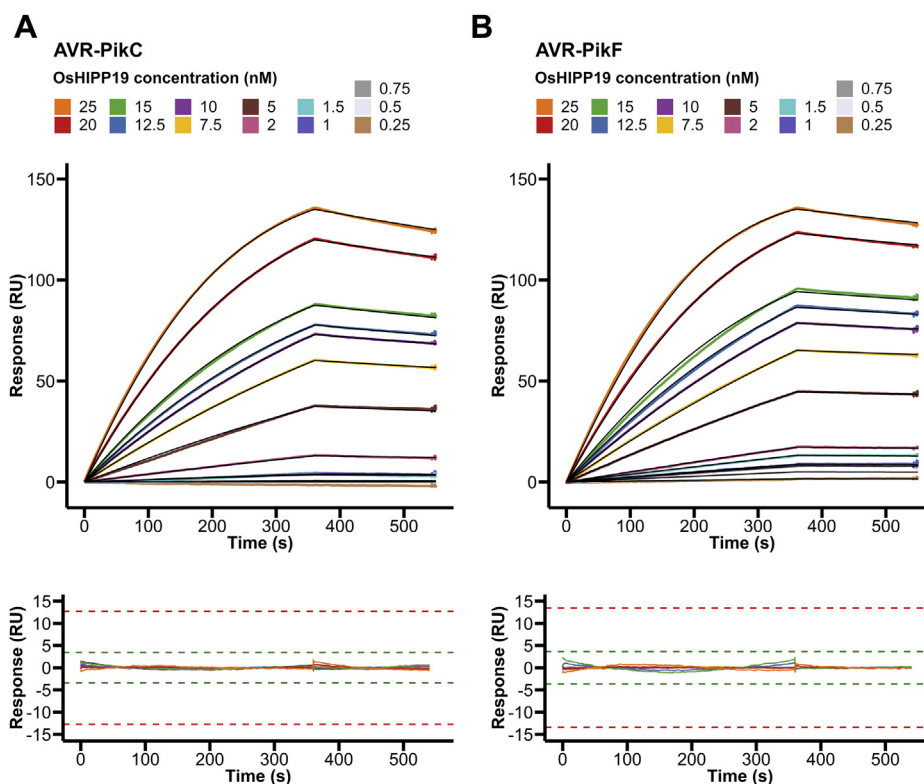 A
AVR-PikC
OsHIPP19 concentration (nM)
0.75
25 15 10 5 1.5 0.5
20 12.5 7.5 2 1 0.25
150
100
50
0
Response (RU)
0 100 200 300 400 500
Time (s)
15
10
5
0
-5
-10
-15
Response (RU)
0 100 200 300 400 500
Time (s)
B
AVR-PikF
OsHIPP19 concentration (nM)
0.75
25 15 10 5 1.5 0.5
20 12.5 7.5 2 1 0.25
150
100
50
0
Response (RU)
0 100 200 300 400 500
Time (s)
15
10
5
0
-5
-10
-15
Response (RU)
0 100 200 300 400 500
Time (s)